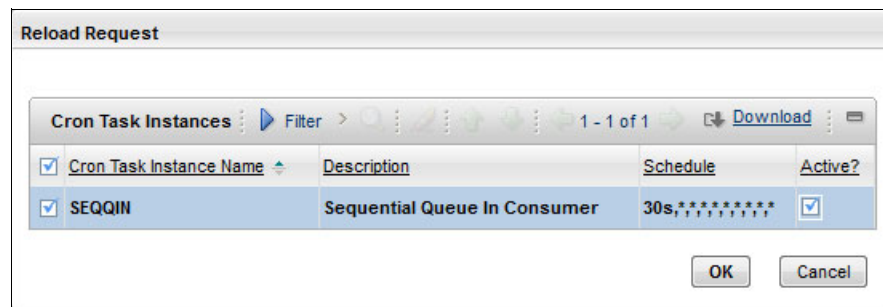 Reload Request
Cron Task Instances Filter 1 - 1 of 1 Download
Cron Task Instance Name Description Schedule Active?
SEQQIN Sequential Queue In Consumer 30s,*,*,*,*,*,*,*,*,*
OK Cancel